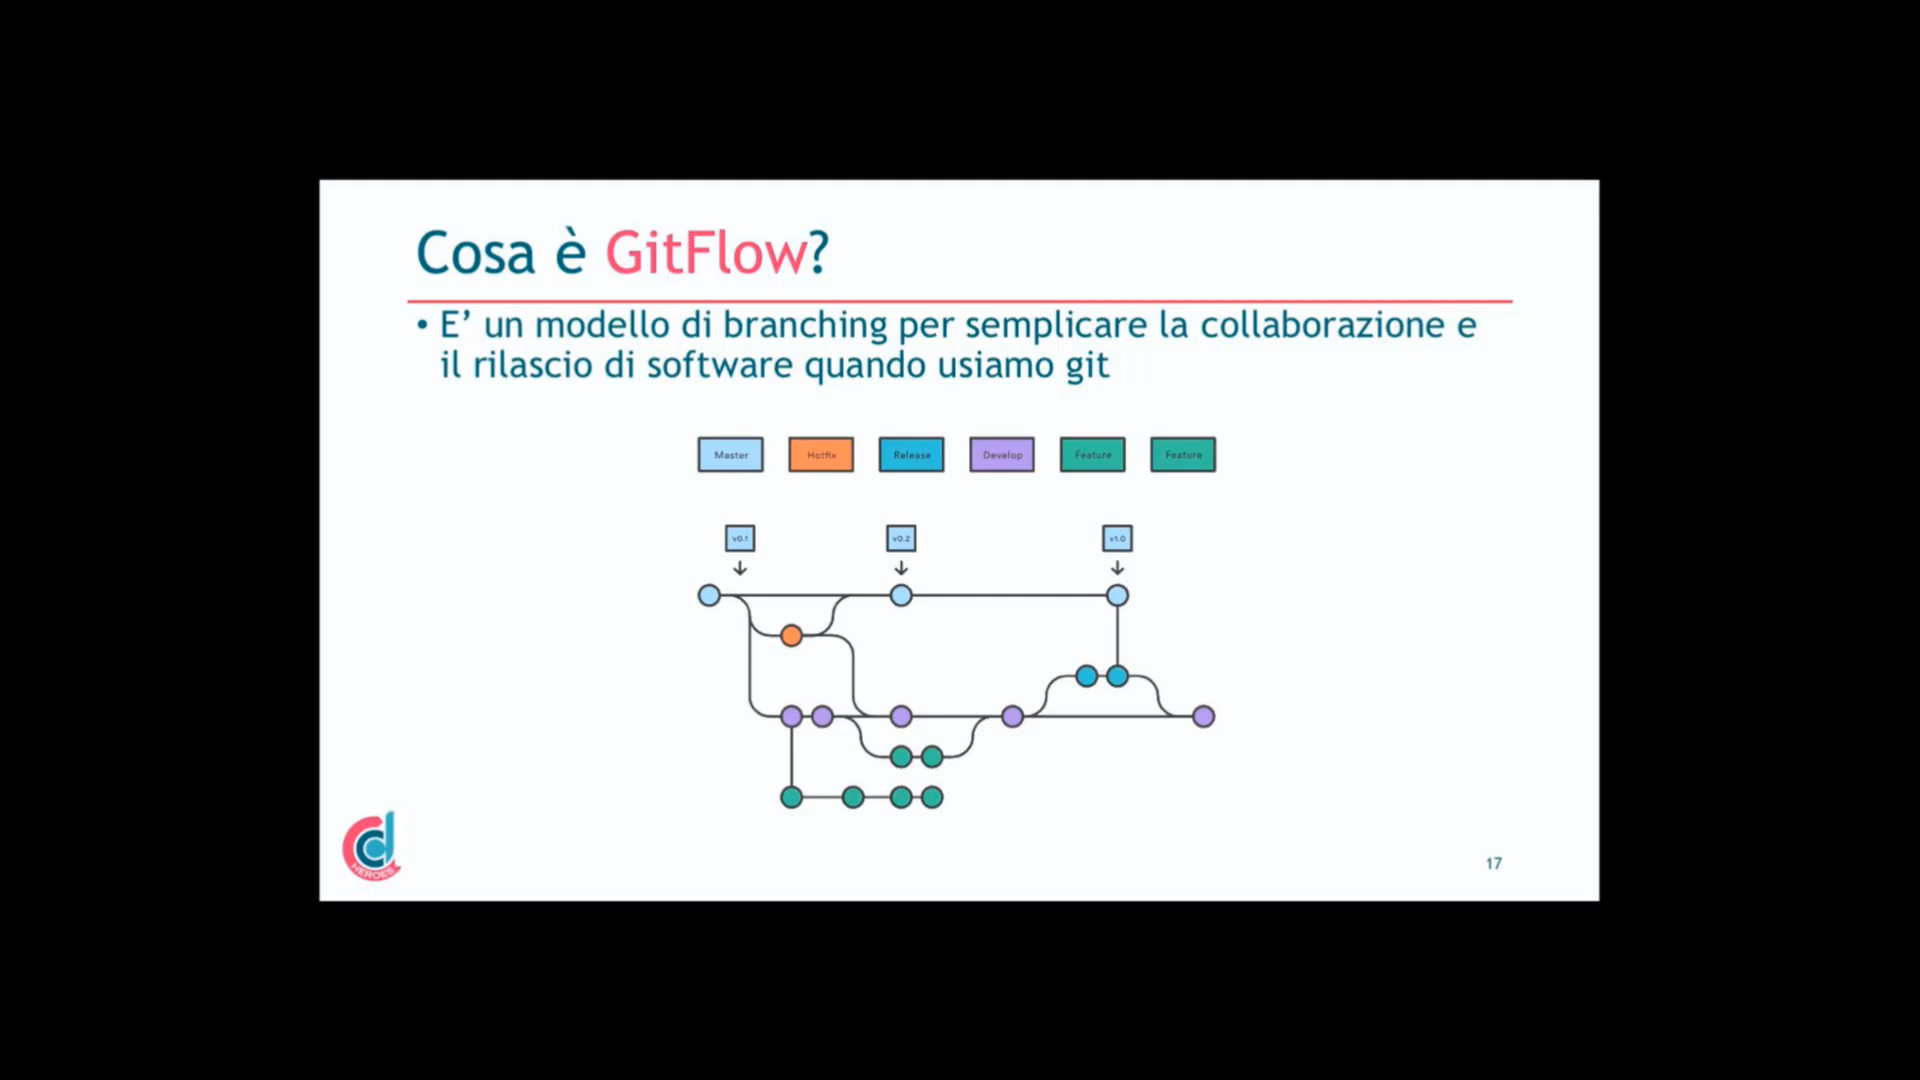 Cosa è GitFlow?
• E’ un modello di branching per semplicare la collaborazione e
il rilascio di software quando usiamo git
Master Hotfix Release Develop Feature Feature
v0.1 v0.2 v1.0
HEROES
17